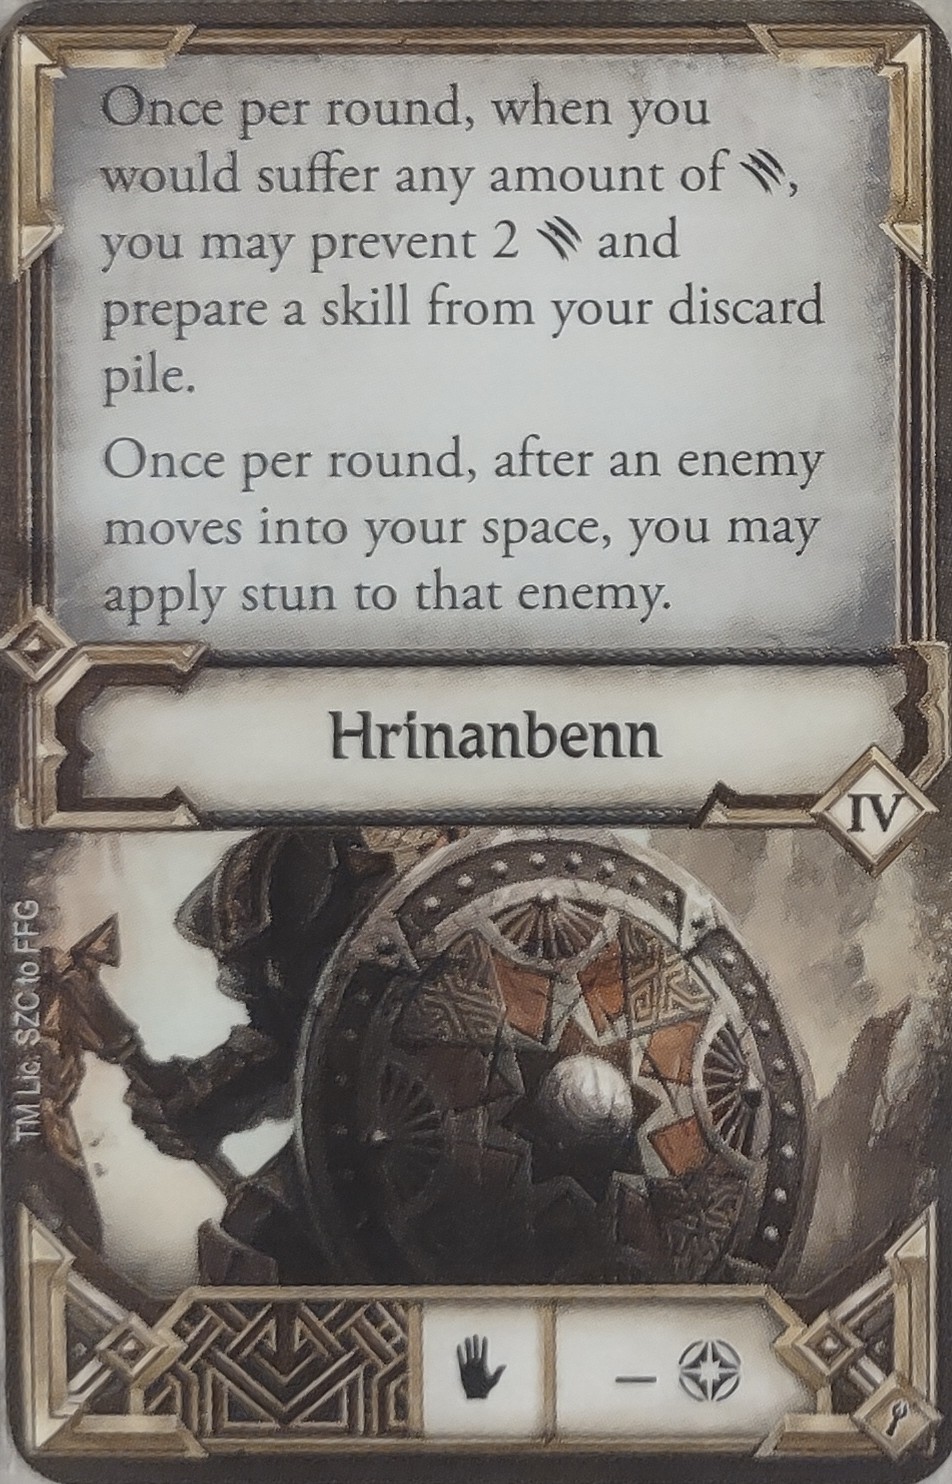 Once per round, when you
would suffer any amount of ,
you may prevent 2 and
prepare a skill from your discard
pile.
Once per round, after an enemy
moves into your space, you may
apply stun to that enemy.
Hrinanbenn
IV
TM Lic. SZC to FFG
—